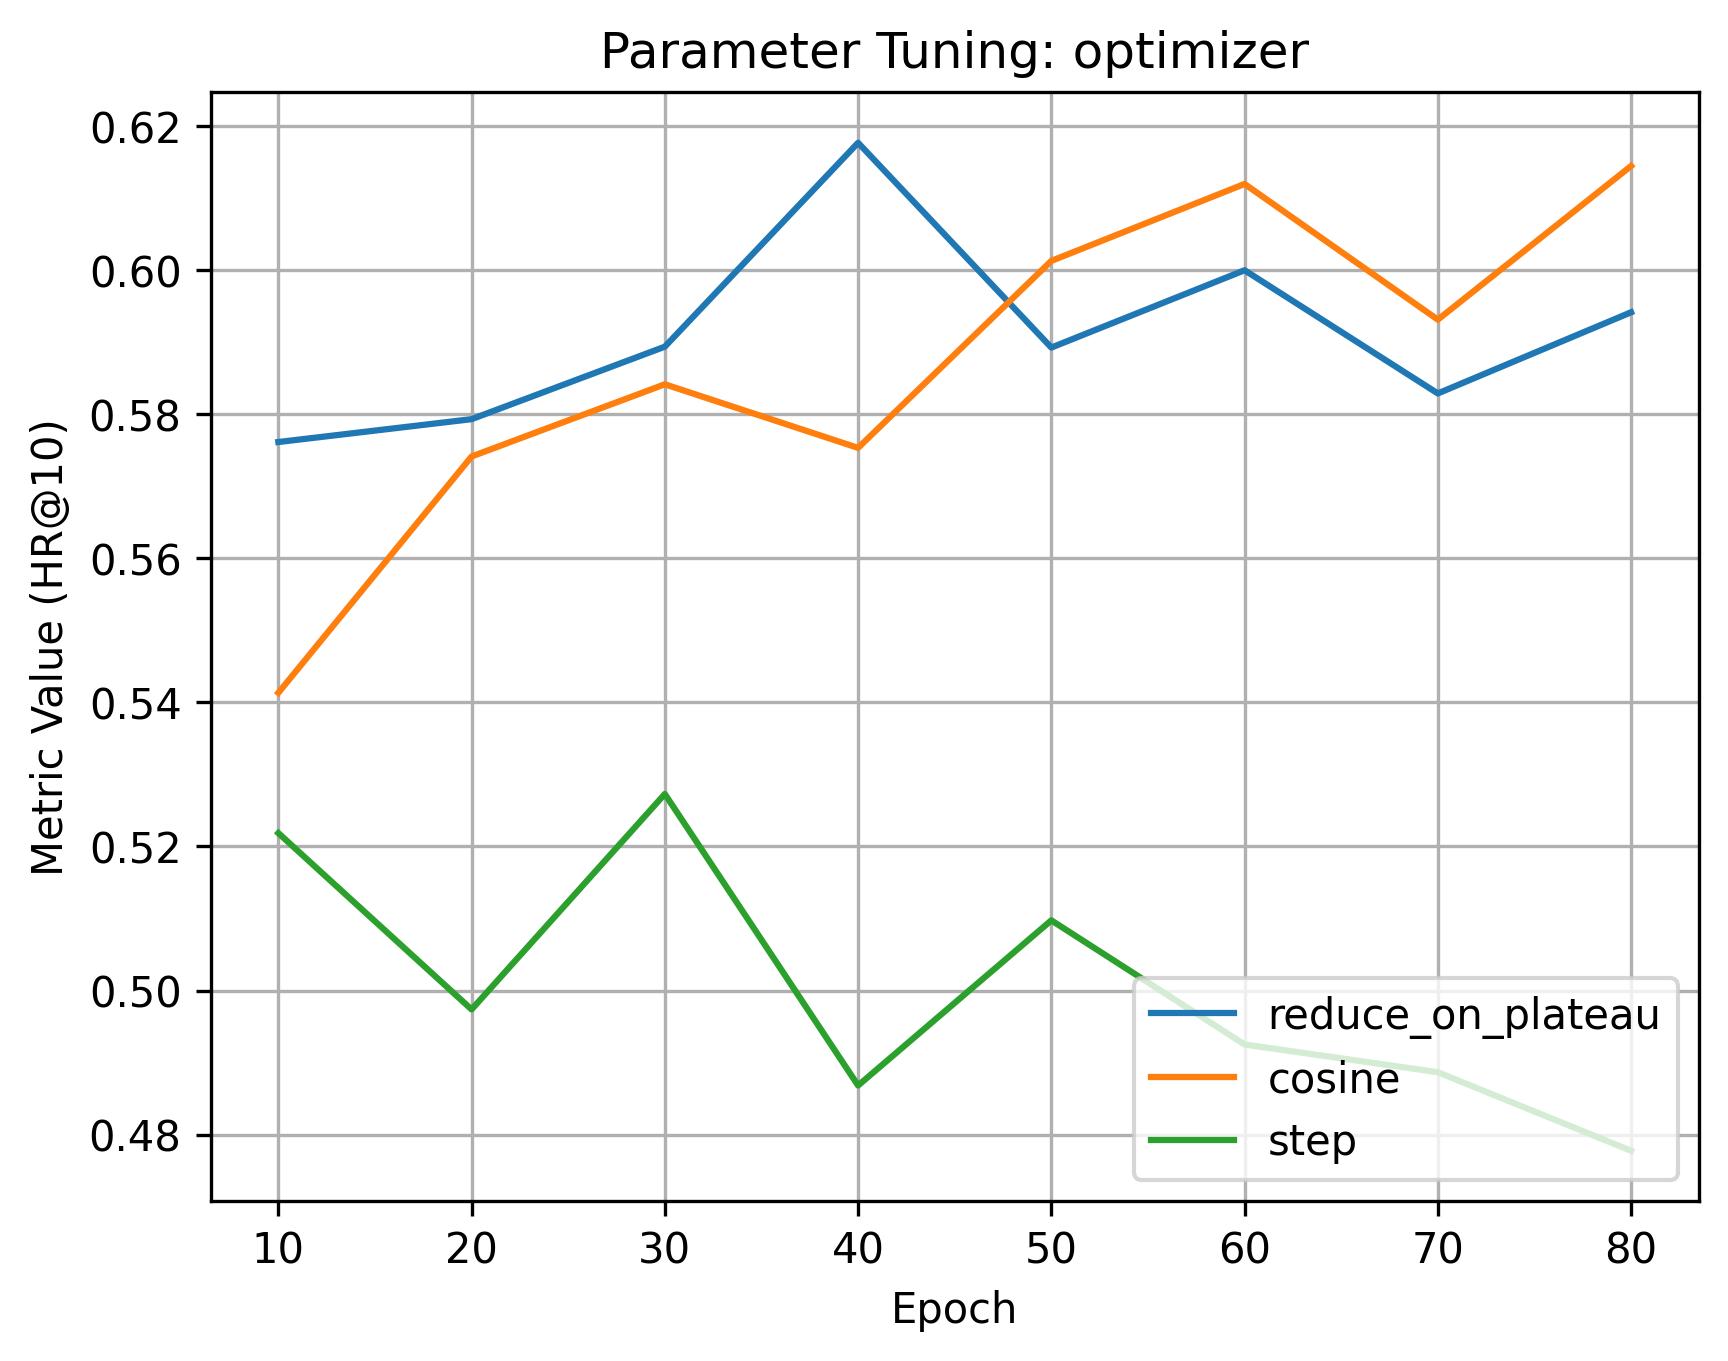 Parameter Tuning: optimizer
Metric Value (HR@10)
0.62
0.60
0.58
0.56
0.54
0.52
0.50
0.48
reduce_on_plateau
cosine
step
10 20 30 40 50 60 70 80
Epoch